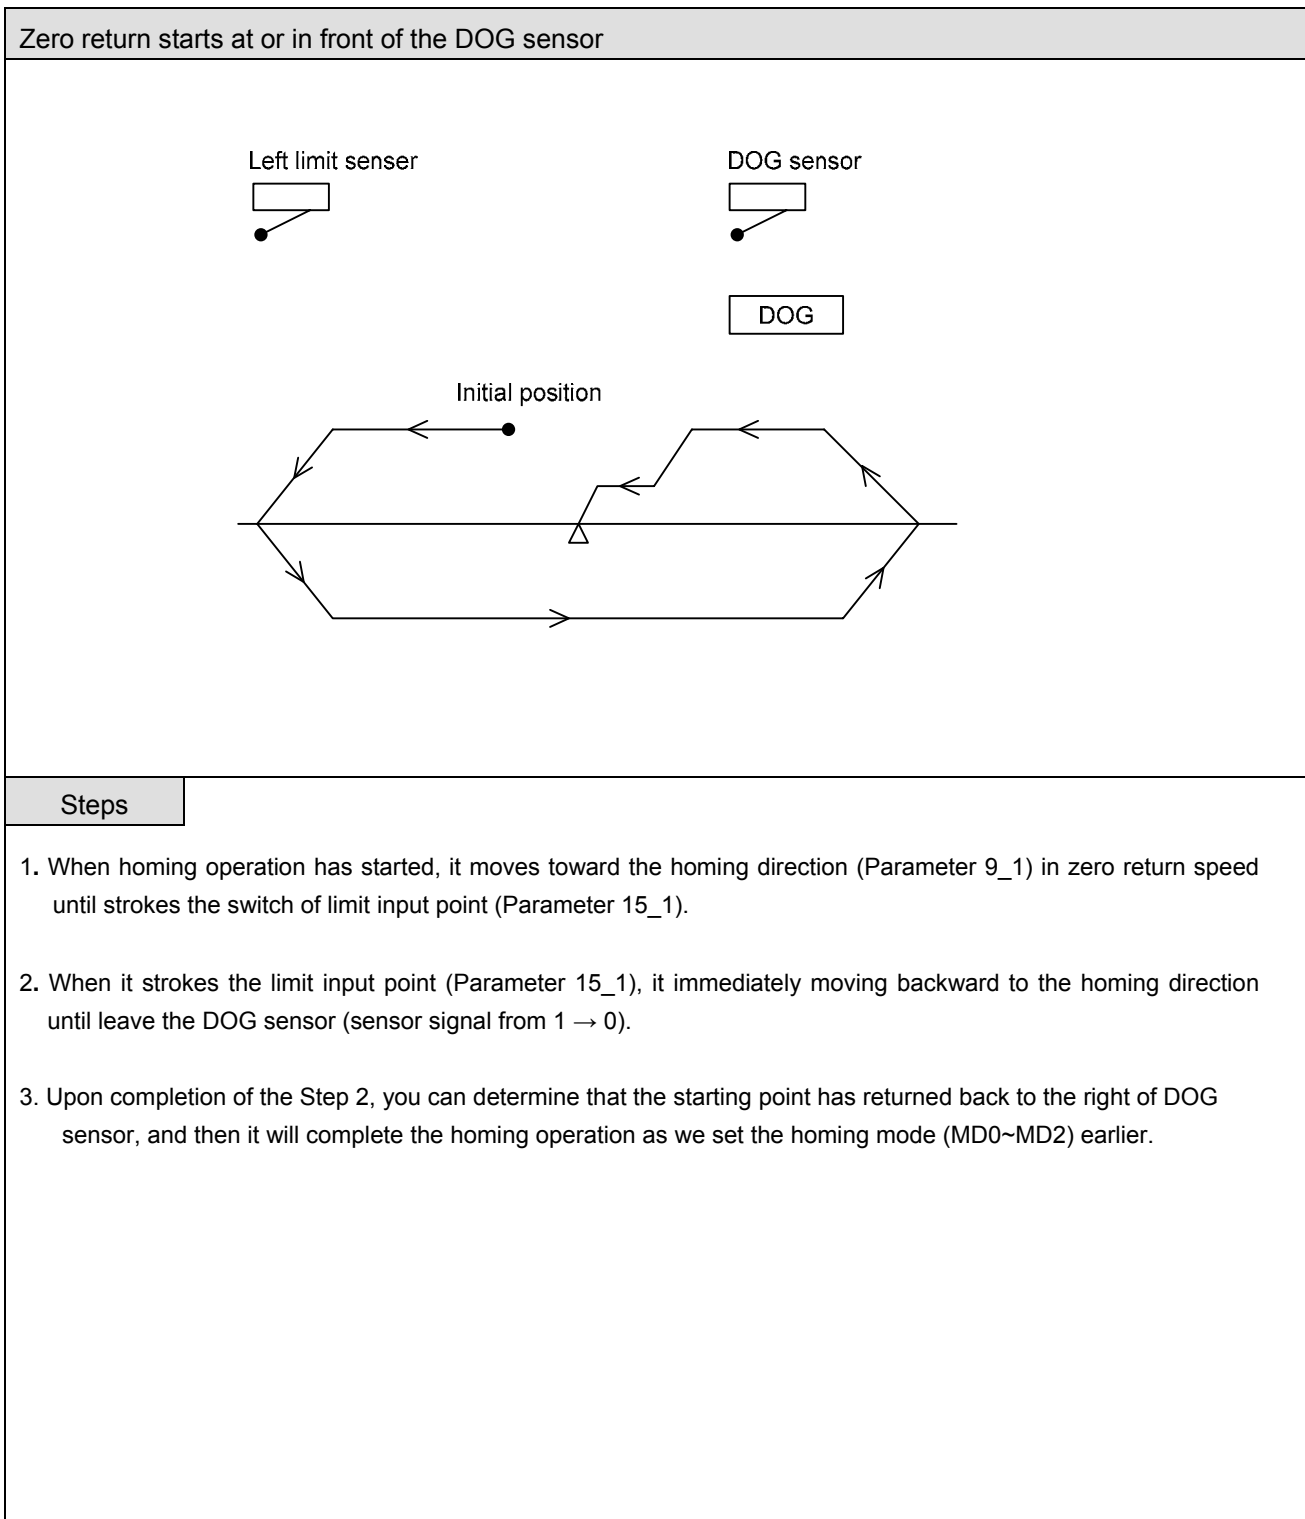 Zero return starts at or in front of the DOG sensor
Left limit senser
DOG sensor
DOG
Initial position
Steps
1. When homing operation has started, it moves toward the homing direction (Parameter 9_1) in zero return speed
until strokes the switch of limit input point (Parameter 15_1).
2. When it strokes the limit input point (Parameter 15_1), it immediately moving backward to the homing direction
until leave the DOG sensor (sensor signal from 1 → 0).
3. Upon completion of the Step 2, you can determine that the starting point has returned back to the right of DOG
sensor, and then it will complete the homing operation as we set the homing mode (MD0~MD2) earlier.